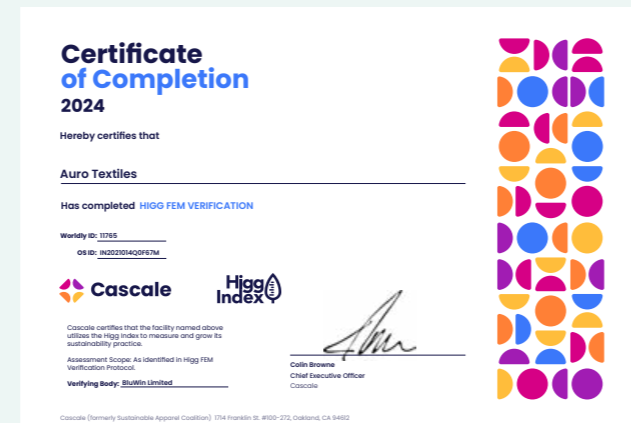 Certificate
of Completion
2024
Hereby certifies that
Auro Textiles
Has completed HIGG FEM VERIFICATION
Worldly ID: 11765
OS ID: IN2021014Q0F67M
Cascale
Higg
Index
Cascale certifies that the facility named above
utilizes the Higg Index to measure and grow its
sustainability practice.
Assessment Scope: As identified in Higg FEM
Verification Protocol.
Verifying Body: BluWin Limited
Colin Browne
Chief Executive Officer
Cascale
Cascale (formerly Sustainable Apparel Coalition) 1714 Franklin St. #100-272, Oakland, CA 94612